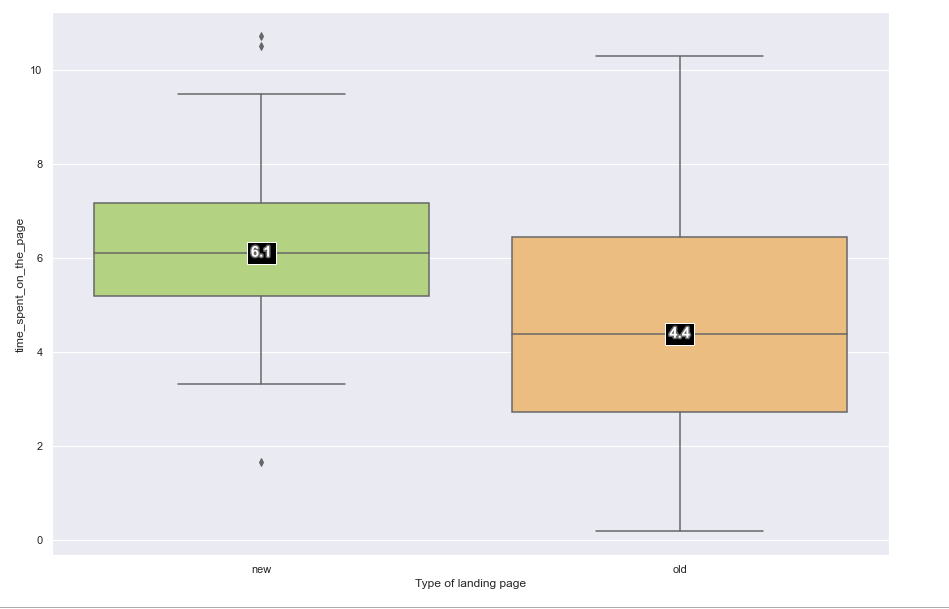 10
8
6
4
2
0
time_spent_on_the_page
6.1
4.4
new
old
Type of landing page